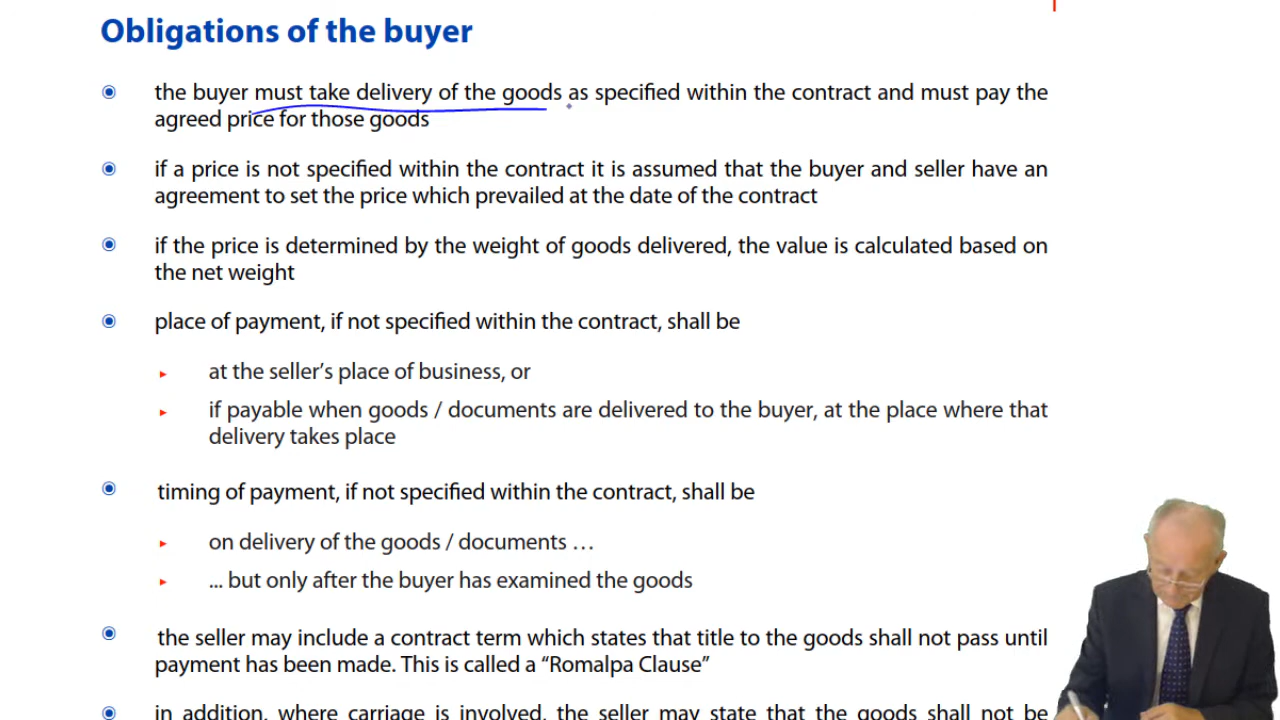 Obligations of the buyer
the buyer must take delivery of the goods as specified within the contract and must pay the
agreed price for those goods
if a price is not specified within the contract it is assumed that the buyer and seller have an
agreement to set the price which prevailed at the date of the contract
if the price is determined by the weight of goods delivered, the value is calculated based on
the net weight
place of payment, if not specified within the contract, shall be
at the seller’s place of business, or
if payable when goods / documents are delivered to the buyer, at the place where that
delivery takes place
timing of payment, if not specified within the contract, shall be
on delivery of the goods / documents …
... but only after the buyer has examined the goods
the seller may include a contract term which states that title to the goods shall not pass until
payment has been made. This is called a “Romalpa Clause”
in addition, where carriage is involved, the seller may state that the goods shall not be